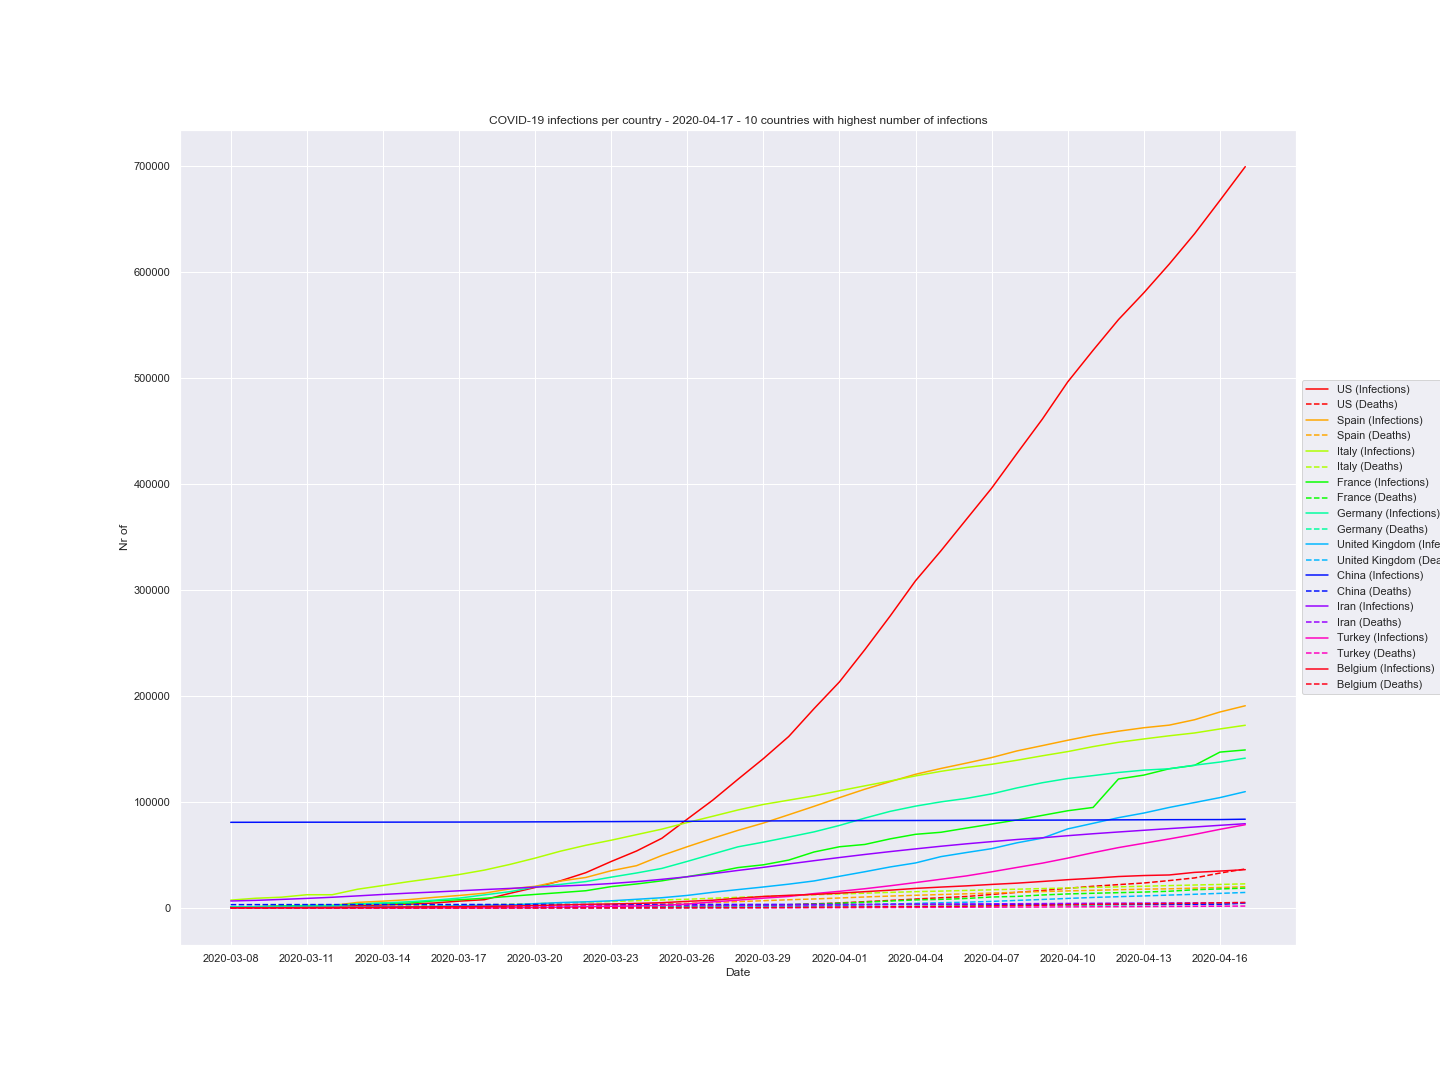 COVID-19 infections per country - 2020-04-17 - 10 countries with highest number of infections
700000
600000
500000
400000
300000
200000
100000
0
Nr of
2020-03-08 2020-03-11 2020-03-14 2020-03-17 2020-03-20 2020-03-23 2020-03-26 2020-03-29 2020-04-01 2020-04-04 2020-04-07 2020-04-10 2020-04-13 2020-04-16
Date
US (Infections)
US (Deaths)
Spain (Infections)
Spain (Deaths)
Italy (Infections)
Italy (Deaths)
France (Infections)
France (Deaths)
Germany (Infections)
Germany (Deaths)
United Kingdom (Infe
United Kingdom (Dea
China (Infections)
China (Deaths)
Iran (Infections)
Iran (Deaths)
Turkey (Infections)
Turkey (Deaths)
Belgium (Infections)
Belgium (Deaths)